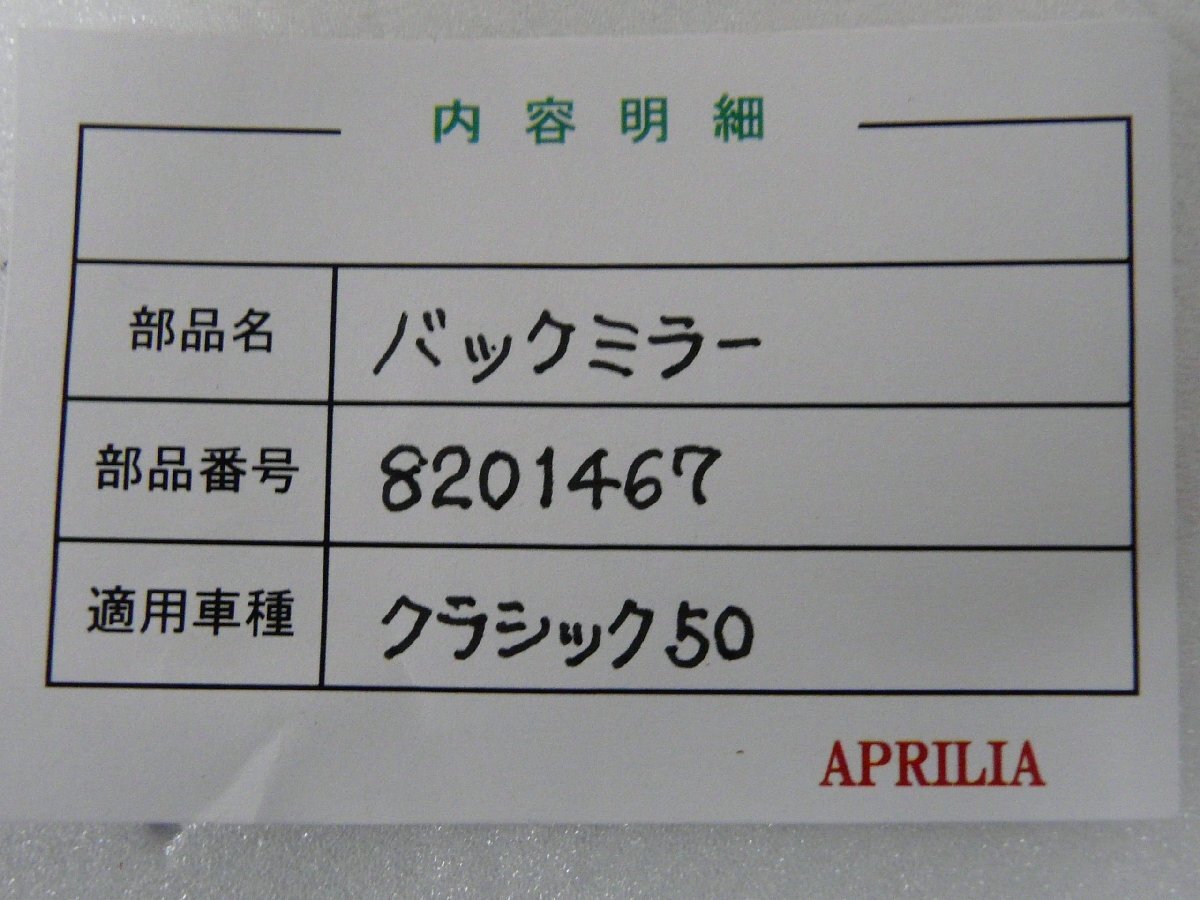 内容明細
部品名 バックミラー
部品番号 8201467
適用車種 クラシック50
APRILIA